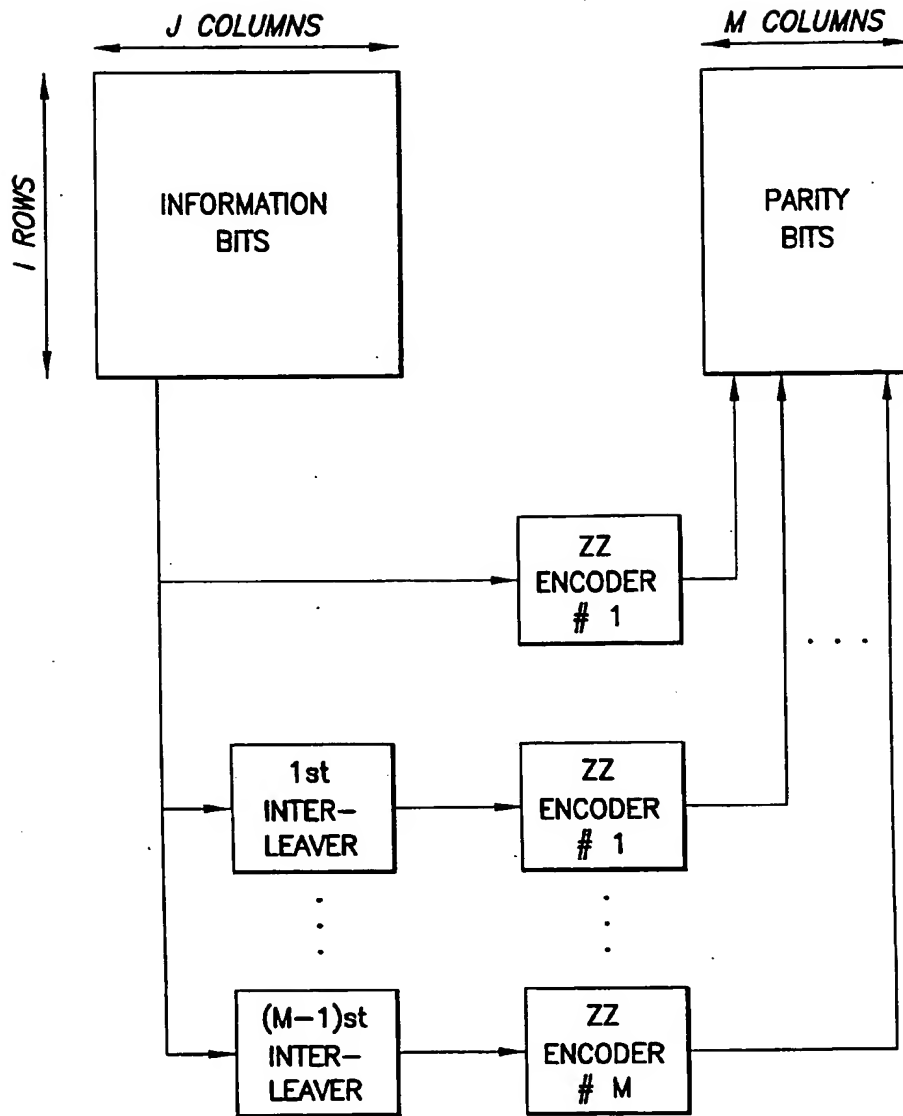 J COLUMNS
M COLUMNS
I ROWS
INFORMATION
BITS
PARITY
BITS
ZZ
ENCODER
# 1
. . .
1st
INTER-
LEAVER
ZZ
ENCODER
# 1
(M-1)st
INTER-
LEAVER
ZZ
ENCODER
# M